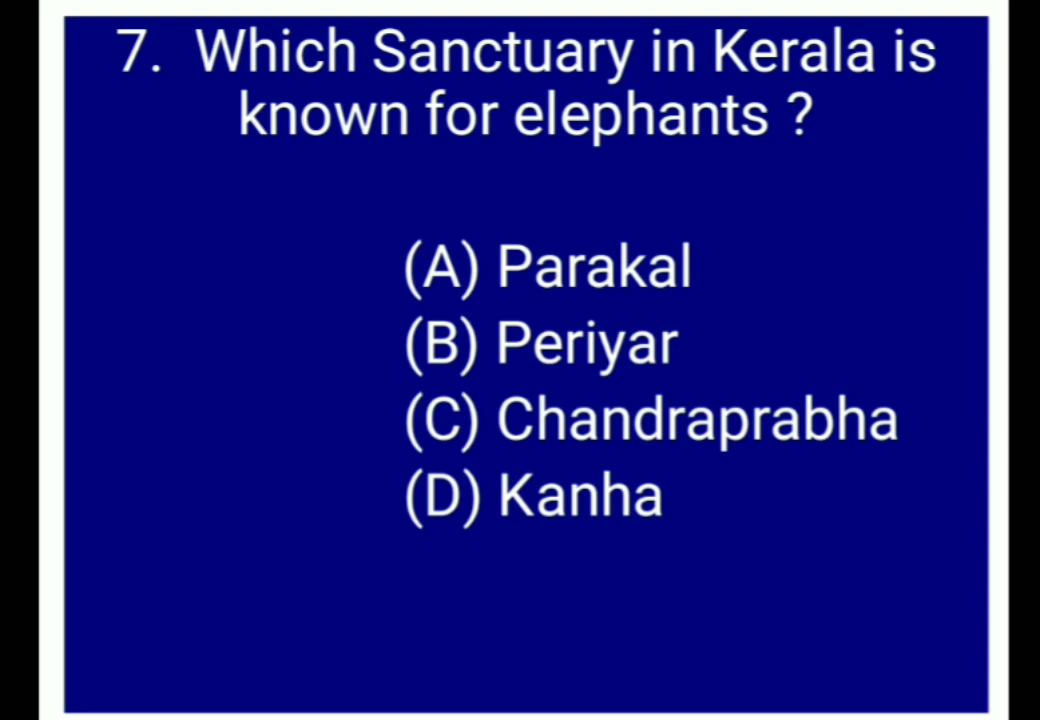 7. Which Sanctuary in Kerala is
known for elephants ?
(A) Parakal
(B) Periyar
(C) Chandraprabha
(D) Kanha